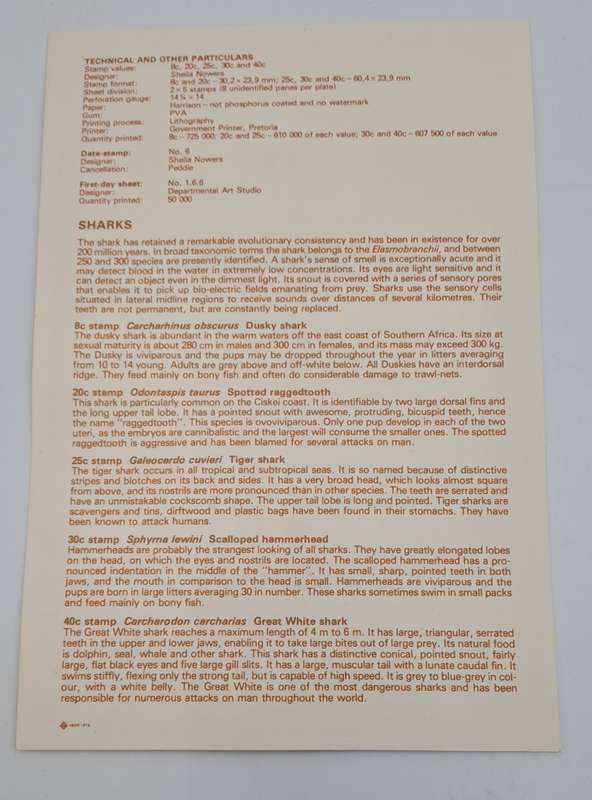 TECHNICAL AND OTHER PARTICULARS
Stamp values: 8c, 20c, 25c, 30c and 40c
Designer: Sheila Nowers
Stamp format: 8c and 20c – 30,2 × 23,9 mm; 25c, 30c and 40c – 60,4 × 23,9 mm
Sheet division: 2 × 5 stamps (8 unidentified panes per plate)
Perforation gauge: 14¼ × 14
Paper: Harrison – not phosphorus coated and no watermark
Gum: PVA
Printing process: Lithography
Printer: Government Printer, Pretoria
Quantity printed: 8c – 725 000; 20c and 25c – 610 000 of each value; 30c and 40c – 607 500 of each value
Date-stamp: No. 6
Designer: Sheila Nowers
Cancellation: Peddie
First-day sheet: No. 1.6.6
Designer: Departmental Art Studio
Quantity printed: 50 000
SHARKS
The shark has retained a remarkable evolutionary consistency and has been in existence for over
200 million years. In broad taxonomic terms the shark belongs to the Elasmobranchii, and between
250 and 300 species are presently identified. A shark's sense of smell is exceptionally acute and it
may detect blood in the water in extremely low concentrations. Its eyes are light sensitive and it
can detect an object even in the dimmest light. Its snout is covered with a series of sensory pores
that enables it to pick up bio-electric fields emanating from prey. Sharks use the sensory cells
situated in lateral midline regions to receive sounds over distances of several kilometres. Their
teeth are not permanent, but are constantly being replaced.
8c stamp Carcharhinus obscurus Dusky shark
The dusky shark is abundant in the warm waters off the east coast of Southern Africa. Its size at
sexual maturity is about 280 cm in males and 300 cm in females, and its mass may exceed 300 kg.
The Dusky is viviparous and the pups may be dropped throughout the year in litters averaging
from 10 to 14 young. Adults are grey above and off-white below. All Duskies have an interdorsal
ridge. They feed mainly on bony fish and often do considerable damage to trawl-nets.
20c stamp Odontaspis taurus Spotted raggedtooth
This shark is particularly common on the Ciskei coast. It is identifiable by two large dorsal fins and
the long upper tail lobe. It has a pointed snout with awesome, protruding, bicuspid teeth, hence
the name "raggedtooth". This species is ovoviviparous. Only one pup develop in each of the two
uteri, as the embryos are cannibalistic and the largest will consume the smaller ones. The spotted
raggedtooth is aggressive and has been blamed for several attacks on man.
25c stamp Galeocerdo cuvieri Tiger shark
The tiger shark occurs in all tropical and subtropical seas. It is so named because of distinctive
stripes and blotches on its back and sides. It has a very broad head, which looks almost square
from above, and its nostrils are more pronounced than in other species. The teeth are serrated and
have an unmistakable cockscomb shape. The upper tail lobe is long and pointed. Tiger sharks are
scavengers and tins, dirftwood and plastic bags have been found in their stomachs. They have
been known to attack humans.
30c stamp Sphyrna lewini Scalloped hammerhead
Hammerheads are probably the strangest looking of all sharks. They have greatly elongated lobes
on the head, on which the eyes and nostrils are located. The scalloped hammerhead has a pro-
nounced indentation in the middle of the "hammer". It has small, sharp, pointed teeth in both
jaws, and the mouth in comparison to the head is small. Hammerheads are viviparous and the
pups are born in large litters averaging 30 in number. These sharks sometimes swim in small packs
and feed mainly on bony fish.
40c stamp Carcharodon carcharias Great White shark
The Great White shark reaches a maximum length of 4 m to 6 m. It has large, triangular, serrated
teeth in the upper and lower jaws, enabling it to take large bites out of large prey. Its natural food
is dolphin, seal, whale and other shark. This shark has a distinctive conical, pointed snout, fairly
large, flat black eyes and five large gill slits. It has a large, muscular tail with a lunate caudal fin. It
swims stiffly, flexing only the strong tail, but is capable of high speed. It is grey to blue-grey in col-
our, with a white belly. The Great White is one of the most dangerous sharks and has been
responsible for numerous attacks on man throughout the world.